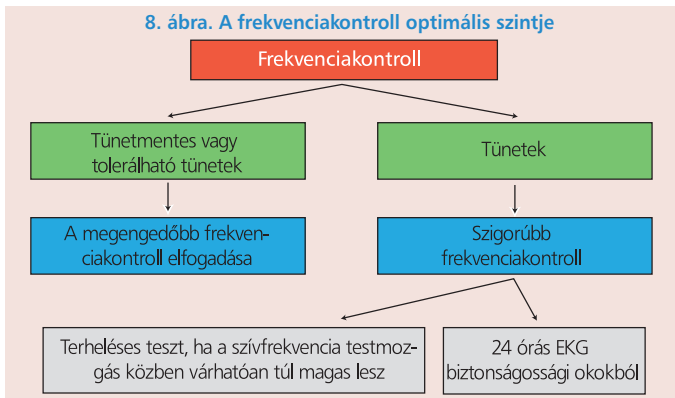 8. ábra. A frekvenciakontroll optimális szintje
Frekvenciakontroll
Tünetmentes vagy
tolerálható tünetek
Tünetek
A megengedőbb frekven-
ciakontroll elfogadása
Szigorúbb
frekvenciakontroll
Terheléses teszt, ha a szívfrekvencia testmoz-
gás közben várhatóan túl magas lesz
24 órás EKG
biztonságossági okokból